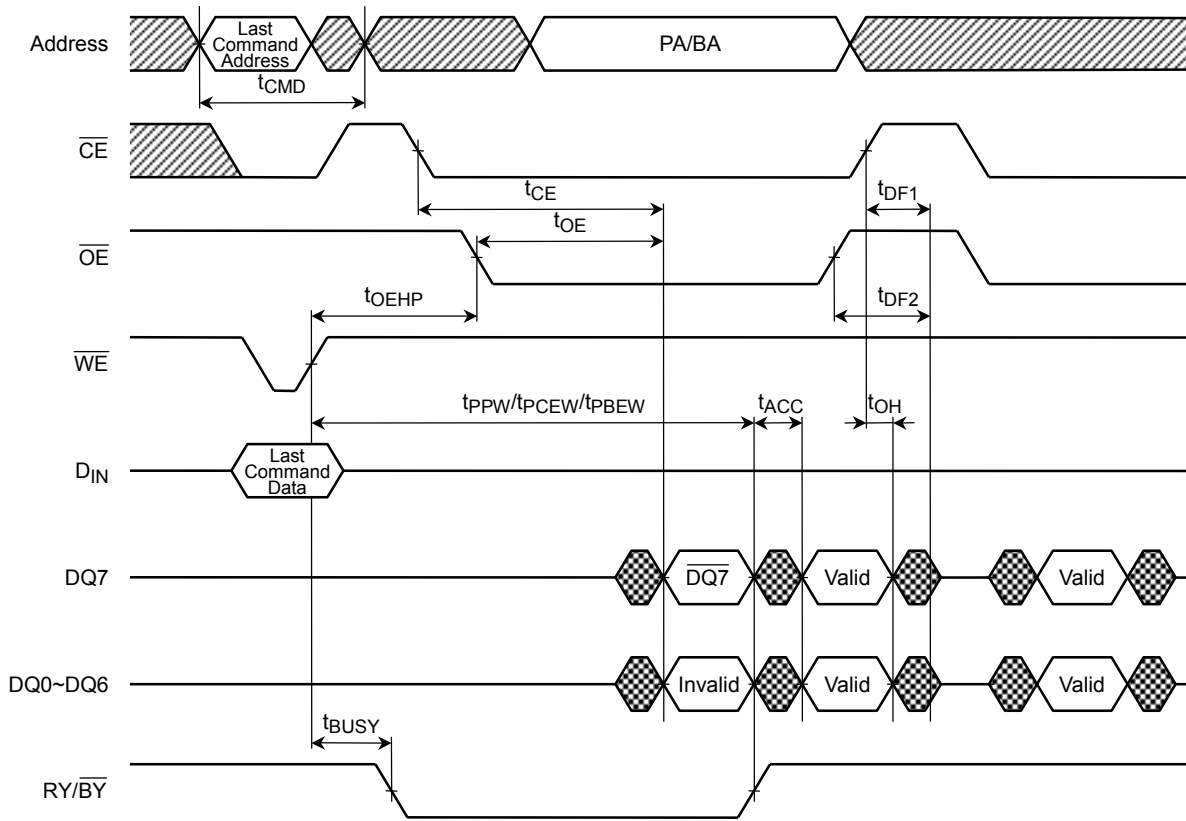 Address
Last
Command
Address
PA/BA
tCMD
CE
tCE
tDF1
OE
tOE
tOEHP
tDF2
WE
tPPW/tPCEW/tPBEW
tACC
tOH
DIN
Last
Command
Data
DQ7
DQ7
Valid
Valid
DQ0~DQ6
Invalid
Valid
Valid
tBUSY
RY/BY